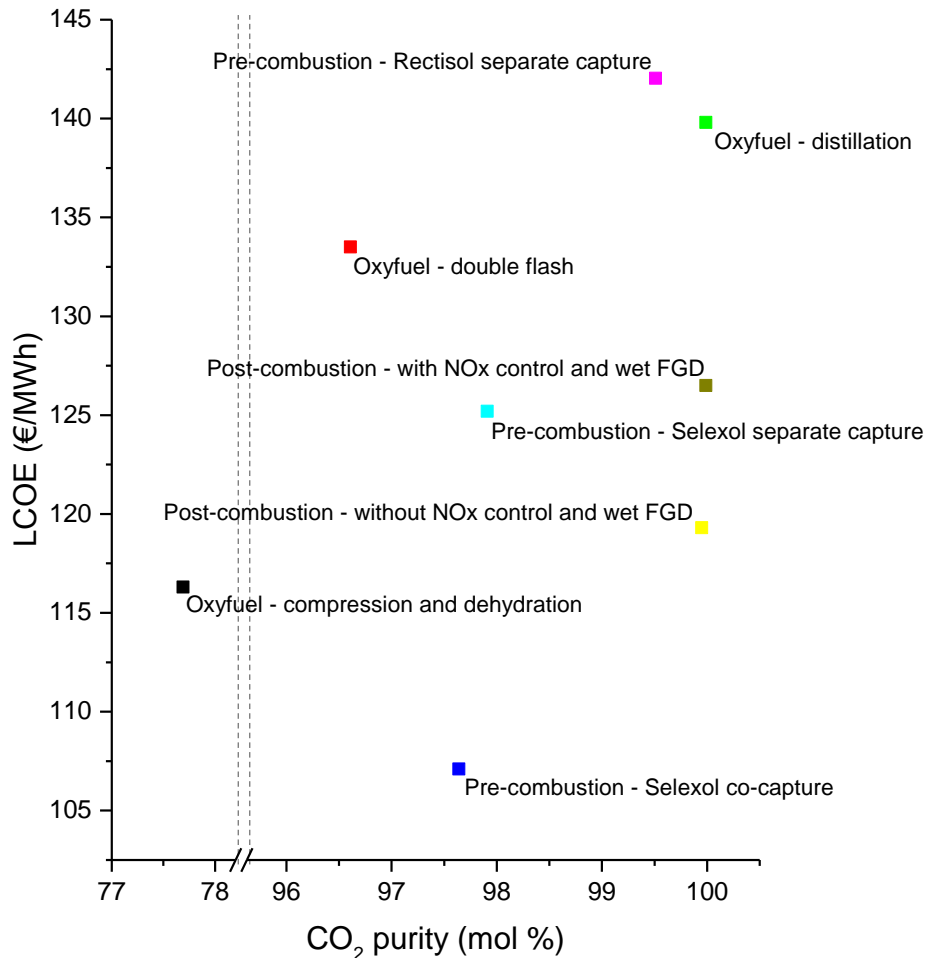 145
Pre-combustion - Rectisol separate capture
140
Oxyfuel - distillation
135
Oxyfuel - double flash
130
Post-combustion - with NOx control and wet FGD
125
Pre-combustion - Selexol separate capture
120
Post-combustion - without NOx control and wet FGD
115
Oxyfuel - compression and dehydration
110
Pre-combustion - Selexol co-capture
105
LCOE (€/MWh)
77 78 96 97 98 99 100
CO₂ purity (mol %)